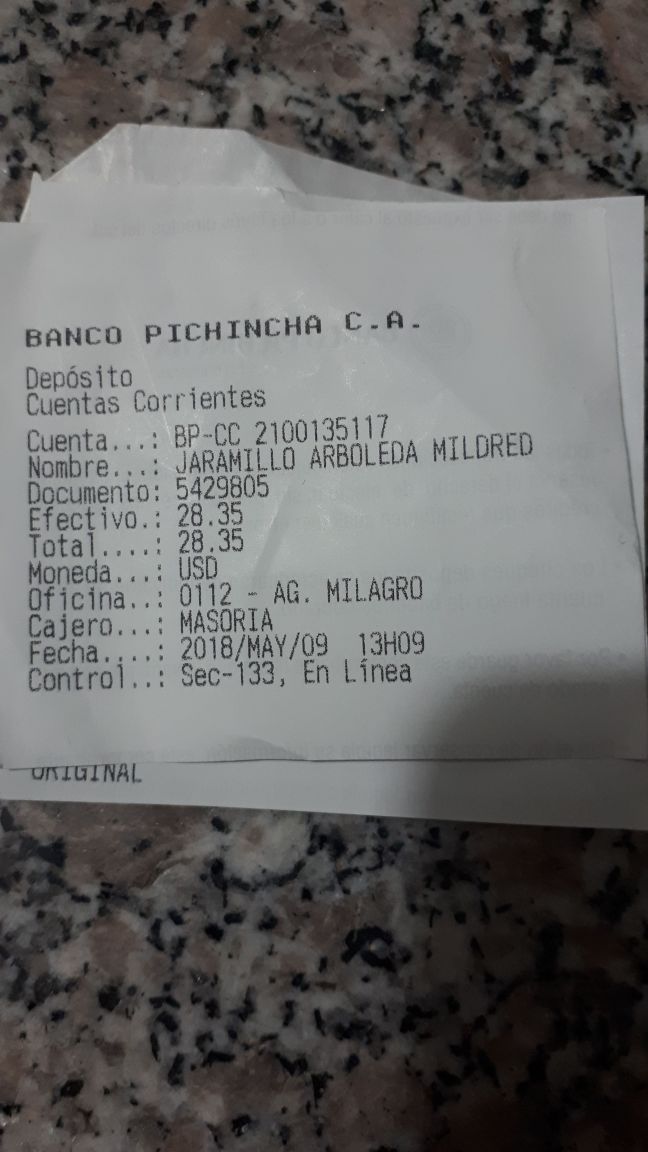 BANCO PICHINCHA C.A.
Depósito
Cuentas Corrientes
Cuenta...: BP-CC 2100135117
Nombre...: JARAMILLO ARBOLEDA MILDRED
Documento: 5429805
Efectivo.: 28.35
Total....: 28.35
Moneda...: USD
Oficina..: 0112 - AG. MILAGRO
Cajero...: MASORIA
Fecha....: 2018/MAY/09 13H09
Control..: Sec-133, En Línea
ORIGINAL